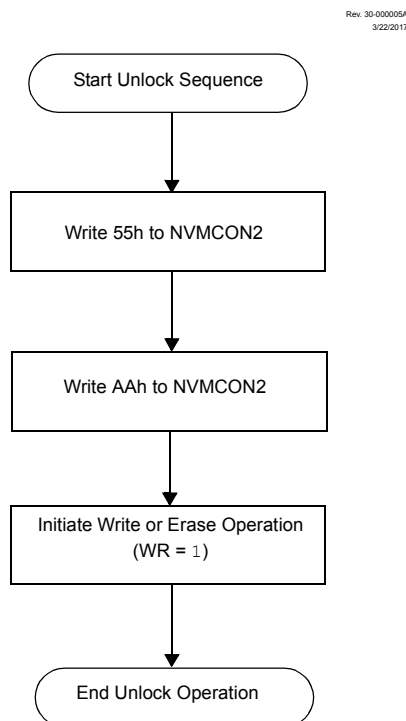 Rev. 30-000005A
3/22/2017
Start Unlock Sequence
Write 55h to NVMCON2
Write AAh to NVMCON2
Initiate Write or Erase Operation
(WR = 1)
End Unlock Operation